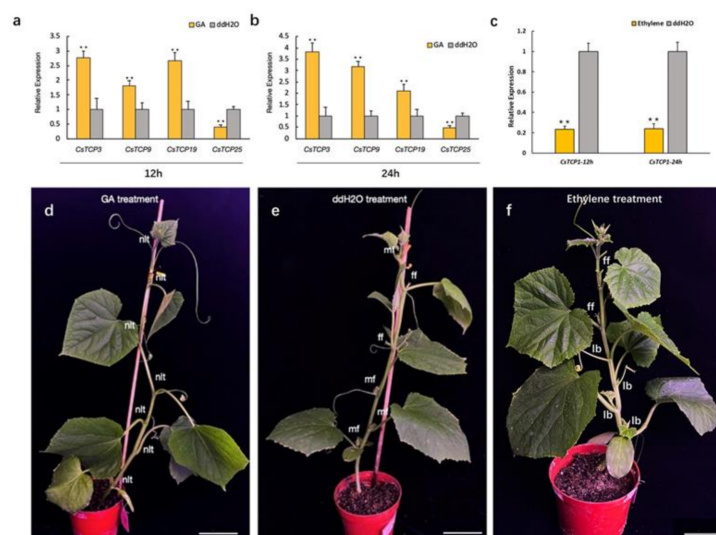 a
GA ddH2O
Relative Expression
3.5
3
2.5
2
1.5
1
0.5
0
**
**
**
**
CsTCP3 CsTCP9 CsTCP19 CsTCP25
12h
b
GA ddH2O
Relative Expression
4.5
4
3.5
3
2.5
2
1.5
1
0.5
0
**
**
**
**
CsTCP3 CsTCP9 CsTCP19 CsTCP25
24h
c
Ethylene ddH2O
Relative Expression
1.2
1
0.8
0.6
0.4
0.2
0
**
**
CsTCP1-12h CsTCP1-24h
d
GA treatment
nlt
nlt
nlt
nlt
nlt
nlt
e
ddH2O treatment
mf
ff
ff
mf
mf
mf
f
Ethylene treatment
ff
ff
lb
lb
lb
lb